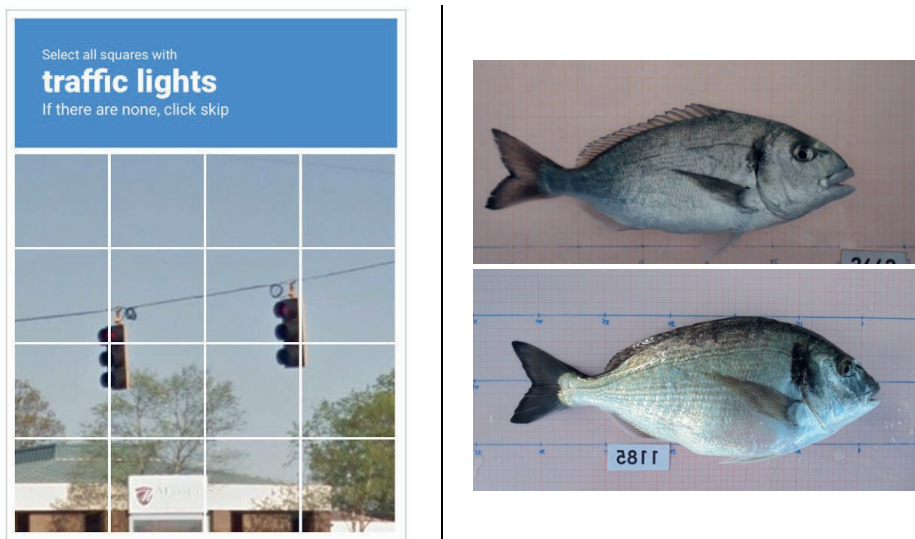 Select all squares with
traffic lights
If there are none, click skip
1185